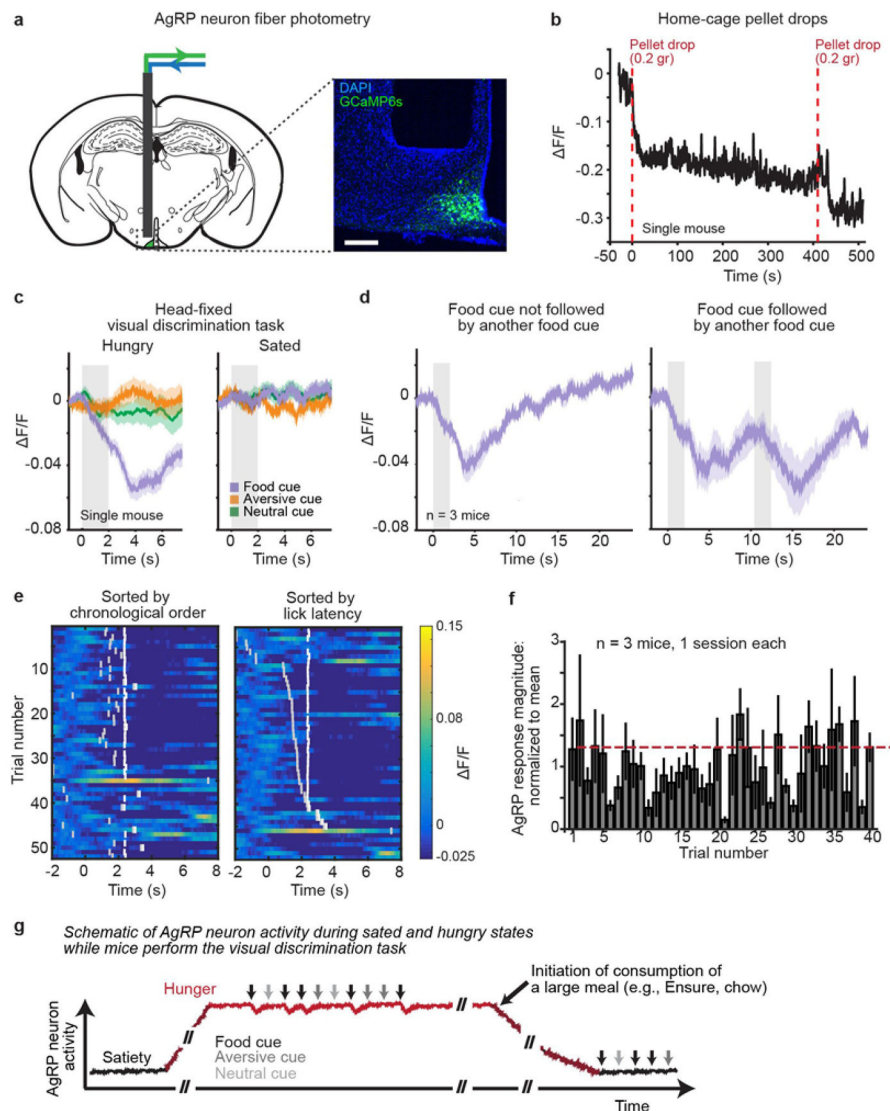 a
AgRP neuron fiber photometry
DAPI
GCaMP6s
b
Home-cage pellet drops
Pellet drop
(0.2 gr)
Pellet drop
(0.2 gr)
ΔF/F
0
-0.1
-0.2
-0.3
Single mouse
-50
0
100
200
300
400
500
Time (s)
c
Head-fixed
visual discrimination task
Hungry
Sated
ΔF/F
0
-0.04
-0.08
Food cue
Aversive cue
Neutral cue
Single mouse
0
2
4
6
0
2
4
6
Time (s)
Time (s)
d
Food cue not followed
by another food cue
Food cue followed
by another food cue
ΔF/F
0
-0.04
-0.08
n = 3 mice
0
5
10
15
20
0
5
10
15
20
Time (s)
Time (s)
e
Sorted by
chronological order
Sorted by
lick latency
Trial number
10
20
30
40
50
-2
0
2
4
6
8
-2
0
2
4
6
8
Time (s)
Time (s)
0.15
0.08
0
-0.025
ΔF/F
f
n = 3 mice, 1 session each
AgRP response magnitude:
normalized to mean
3
2
1
0
1
5
10
15
20
25
30
35
40
Trial number
g
Schematic of AgRP neuron activity during sated and hungry states
while mice perform the visual discrimination task
Hunger
Initiation of consumption of
a large meal (e.g., Ensure, chow)
AgRP neuron
activity
Satiety
Food cue
Aversive cue
Neutral cue
Time